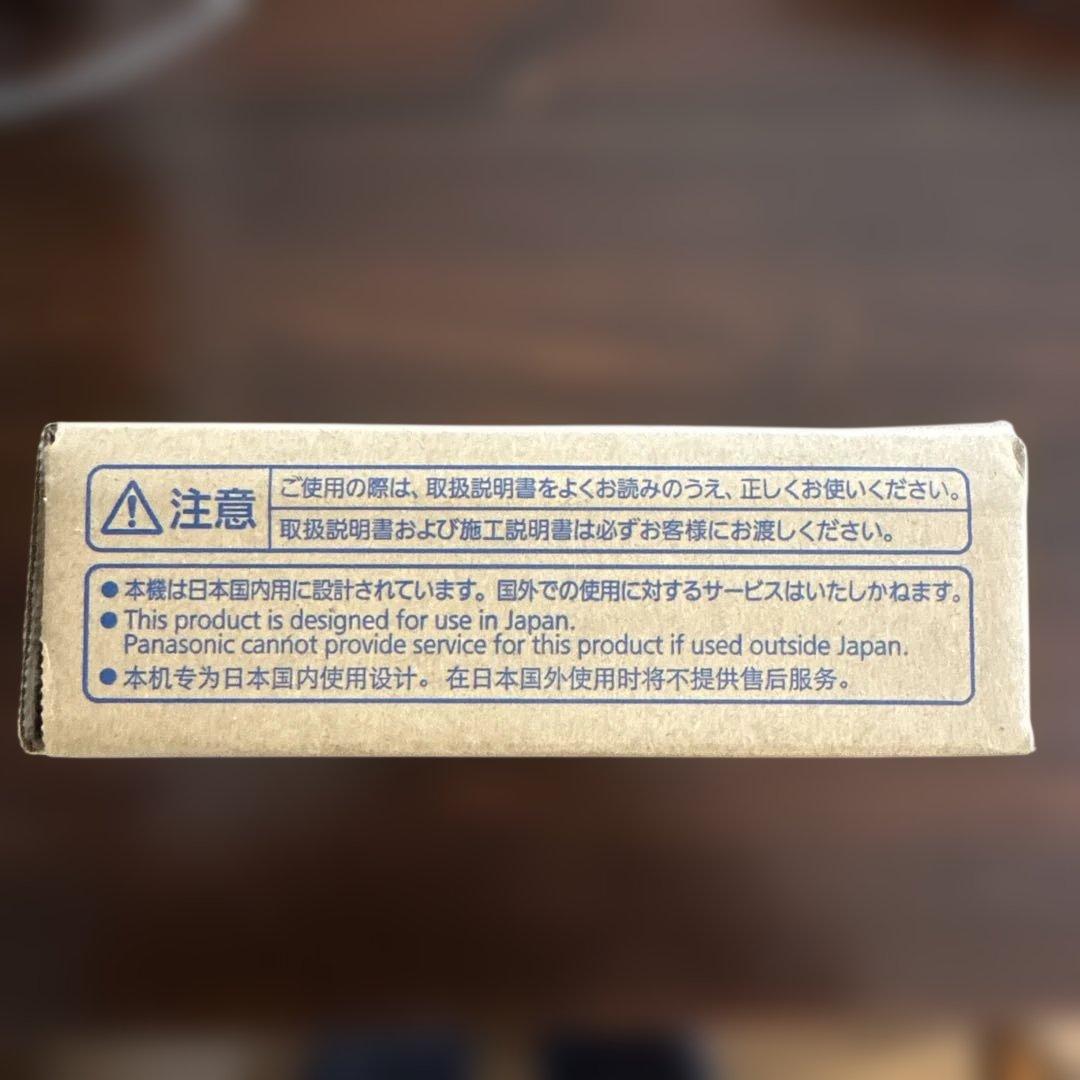 注意
ご使用の際は、取扱説明書をよくお読みのうえ、正しくお使いください。
取扱説明書および施工説明書は必ずお客様にお渡しください。
● 本機は日本国内用に設計されています。国外での使用に対するサービスはいたしかねます。
● This product is designed for use in Japan.
Panasonic cannot provide service for this product if used outside Japan.
● 本机专为日本国内使用设计。在日本国外使用时将不提供售后服务。